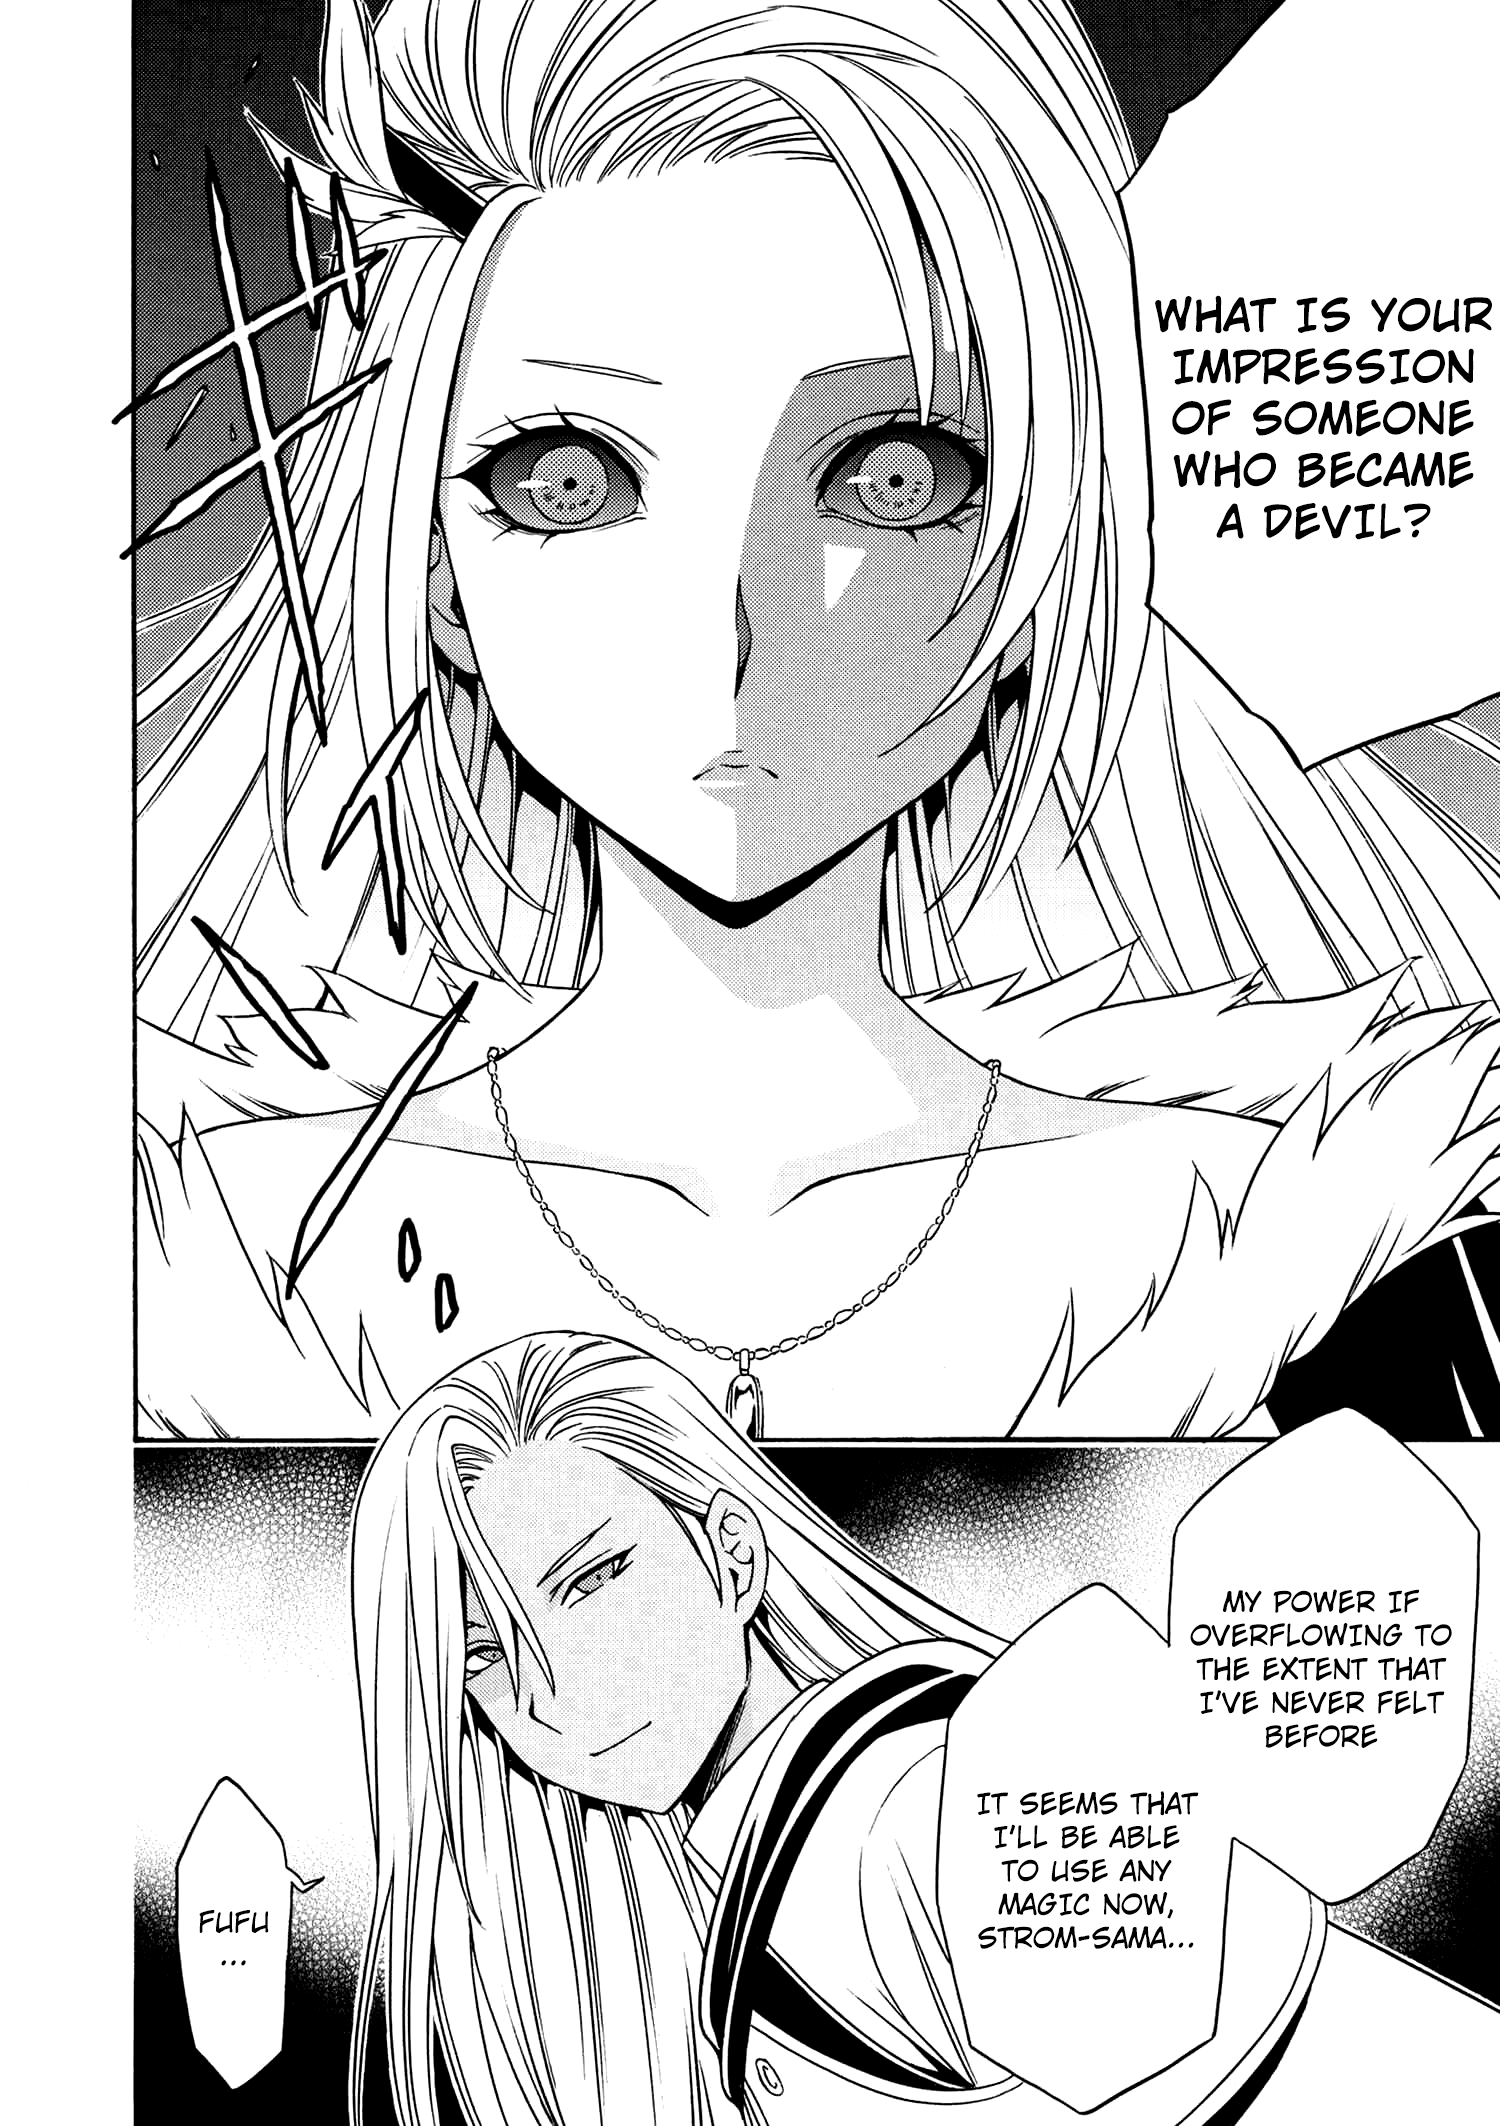 WHAT IS YOUR
IMPRESSION
OF SOMEONE
WHO BECAME
A DEVIL?
MY POWER IF
OVERFLOWING TO
THE EXTENT THAT
I'VE NEVER FELT
BEFORE
IT SEEMS THAT
I'LL BE ABLE
TO USE ANY
MAGIC NOW,
STROM-SAMA...
FUFU
...